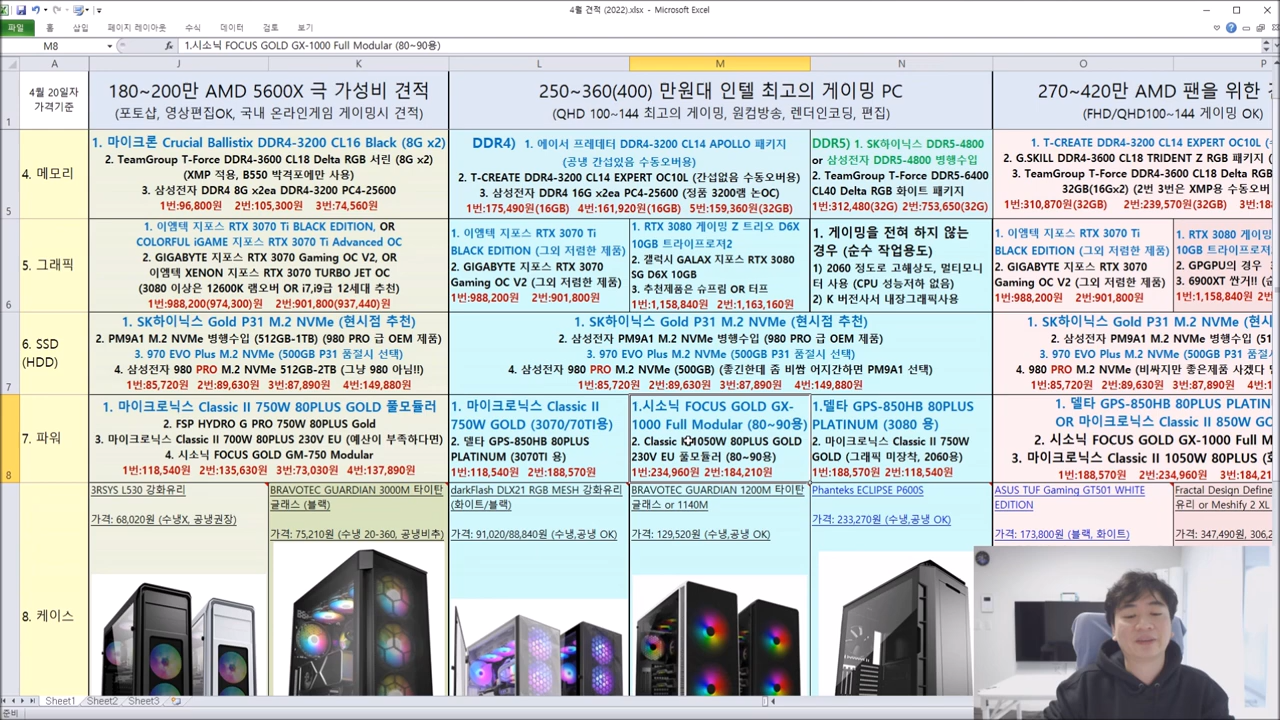 4월 견적 (2022).xlsx - Microsoft Excel
파일 홈 삽입 페이지 레이아웃 수식 데이터 검토 보기
M8 fx 1.시소닉 FOCUS GOLD GX-1000 Full Modular (80~90용)
A J K L M N O P
1
4월 20일자
가격기준
180~200만 AMD 5600X 극 가성비 견적
(포토샵, 영상편집OK, 국내 온라인게임 게이밍시 견적)
250~360(400) 만원대 인텔 최고의 게이밍 PC
(QHD 100~144 최고의 게이밍, 원컴방송, 렌더인코딩, 편집)
270~420만 AMD 팬을 위한
(FHD/QHD100~144 게이밍 OK)
5
4. 메모리
1. 마이크론 Crucial Ballistix DDR4-3200 CL16 Black (8G x2)
2. TeamGroup T-Force DDR4-3600 CL18 Delta RGB 서린 (8G x2)
(XMP 적용, B550 박격포에만 사용)
3. 삼성전자 DDR4 8G x2ea DDR4-3200 PC4-25600
1번:96,800원 2번:105,300원 3번:74,560원
DDR4) 1. 에이서 프레데터 DDR4-3200 CL14 APOLLO 패키지
(공냉 간섭없음 수동오버용)
2. T-CREATE DDR4-3200 CL14 EXPERT OC10L (간섭없음 수동오버용)
3. 삼성전자 DDR4 16G x2ea PC4-25600 (정품 3200램 논OC)
1번:175,490원(16GB) 4번:161,920원(16GB) 5번:159,360원(32GB)
DDR5) 1. SK하이닉스 DDR5-4800
or 삼성전자 DDR5-4800 병행수입
2. TeamGroup T-Force DDR5-6400
CL40 Delta RGB 화이트 패키지
1번:312,480(32G) 2번:753,650(32G)
1. T-CREATE DDR4-3200 CL14 EXPERT OC10L
2. G.SKILL DDR4-3600 CL18 TRIDENT Z RGB 패키지
3. TeamGroup T-Force DDR4-3600 CL18 Delta RG
32GB(16Gx2) (2번 3번은 XMP용 수동오버
1번:310,870원(32GB) 2번:239,570원(32GB) 3번:18
6
5. 그래픽
1. 이엠텍 지포스 RTX 3070 Ti BLACK EDITION, OR
COLORFUL iGAME 지포스 RTX 3070 Ti Advanced OC
2. GIGABYTE 지포스 RTX 3070 Gaming OC V2, OR
이엠텍 XENON 지포스 RTX 3070 TURBO JET OC
(3080 이상은 12600K 램오버 OR i7,i9급 12세대 추천)
1번:988,200(974,300)원 2번:901,800(937,440)원
1. 이엠텍 지포스 RTX 3070 Ti
BLACK EDITION (그외 저렴한 제품)
2. GIGABYTE 지포스 RTX 3070
Gaming OC V2 (그외 저렴한 제품)
1번:988,200원 2번:901,800원
1. RTX 3080 게이밍 Z 트리오 D6X
10GB 트라이프로져2
2. 갤럭시 GALAX 지포스 RTX 3080
SG D6X 10GB
3. 추천제품은 슈프림 OR 터프
1번:1,158,840원 2번:1,163,160원
1. 게이밍을 전혀 하지 않는
경우 (순수 작업용도)
1) 2060 정도로 고해상도, 멀티모니
터 사용 (CPU 성능저하 없음)
2) K 버전사서 내장그래픽사용
1. 이엠텍 지포스 RTX 3070 Ti
BLACK EDITION (그외 저렴한 제품)
2. GIGABYTE 지포스 RTX 3070
Gaming OC V2 (그외 저렴한 제품)
1번:988,200원 2번:901,800원
1. RTX 3080 게이밍
10GB 트라이프로져
2. GPGPU의 경우
3. 6900XT 싼거!!
1번:1,158,840원 2
7
6. SSD
(HDD)
1. SK하이닉스 Gold P31 M.2 NVMe (현시점 추천)
2. PM9A1 M.2 NVMe 병행수입 (512GB-1TB) (980 PRO 급 OEM 제품)
3. 970 EVO Plus M.2 NVMe (500GB P31 품절시 선택)
4. 삼성전자 980 PRO M.2 NVMe 512GB-2TB (그냥 980 아님!!)
1번:85,720원 2번:89,630원 3번:87,890원 4번:149,880원
1. SK하이닉스 Gold P31 M.2 NVMe (현시점 추천)
2. 삼성전자 PM9A1 M.2 NVMe 병행수입 (980 PRO 급 OEM 제품)
3. 970 EVO Plus M.2 NVMe (500GB P31 품절시 선택)
4. 삼성전자 980 PRO M.2 NVMe (500GB) (좋긴한데 좀 비쌈 어지간하면 PM9A1 선택)
1번:85,720원 2번:89,630원 3번:87,890원 4번:149,880원
1. SK하이닉스 Gold P31 M.2 NVMe (현시
2. 삼성전자 PM9A1 M.2 NVMe
3. 970 EVO Plus M.2 NVMe (500GB P31
4. 980 PRO M.2 NVMe (비싸지만 좋은제품 사겠다
1번:85,720원 2번:89,630원 3번:87,890원 4번:1
8
7. 파워
1. 마이크로닉스 Classic II 750W 80PLUS GOLD 풀모듈러
2. FSP HYDRO G PRO 750W 80PLUS Gold
3. 마이크로닉스 Classic II 700W 80PLUS 230V EU (예산이 부족하다면)
4. 시소닉 FOCUS GOLD GM-750 Modular
1번:118,540원 2번:135,630원 3번:73,030원 4번:137,890원
1. 마이크로닉스 Classic II
750W GOLD (3070/70TI용)
2. 델타 GPS-850HB 80PLUS
PLATINUM (3070TI 용)
1번:118,540원 2번:188,570원
1.시소닉 FOCUS GOLD GX-
1000 Full Modular (80~90용)
2. Classic II 1050W 80PLUS GOLD
230V EU 풀모듈러 (80~90용)
1번:234,960원 2번:184,210원
1.델타 GPS-850HB 80PLUS
PLATINUM (3080 용)
2. 마이크로닉스 Classic II 750W
GOLD (그래픽 미장착, 2060용)
1번:188,570원 2번:118,540원
1. 델타 GPS-850HB 80PLUS PLATIN
OR 마이크로닉스 Classic II 850W G
2. 시소닉 FOCUS GOLD GX-1000 Full M
3. 마이크로닉스 Classic II 1050W 80PLUS
1번:188,570원 2번:234,960원 3번:184,21
8. 케이스
3RSYS L530 강화유리
가격: 68,020원 (수냉X, 공냉권장)
BRAVOTEC GUARDIAN 3000M 타이탄
글래스 (블랙)
가격: 75,210원 (수냉 20-360, 공냉비추)
darkFlash DLX21 RGB MESH 강화유리
(화이트/블랙)
가격: 91,020/88,840원 (수냉,공냉 OK)
BRAVOTEC GUARDIAN 1200M 타이탄
글래스 or 1140M
가격: 129,520원 (수냉,공냉 OK)
Phanteks ECLIPSE P600S
가격: 233,270원 (수냉,공냉 OK)
ASUS TUF Gaming GT501 WHITE
EDITION
가격: 173,800원 (블랙, 화이트)
Fractal Design Define
유리 or Meshify 2 XL
가격: 347,490원, 306,2
Sheet1 Sheet2 Sheet3
준비